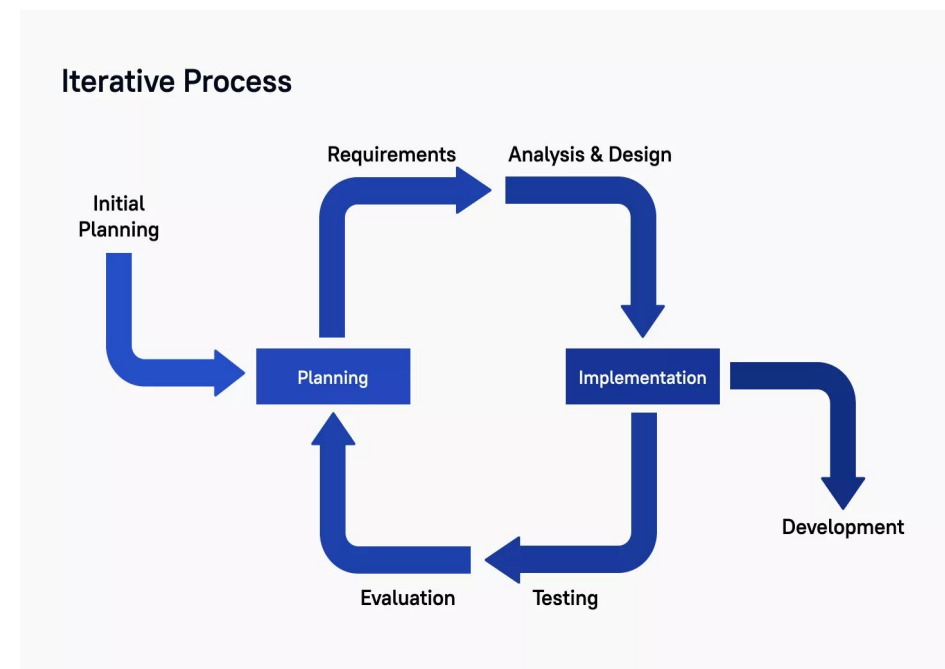 Iterative Process
Requirements
Analysis & Design
Initial
Planning
Planning
Implementation
Development
Evaluation
Testing